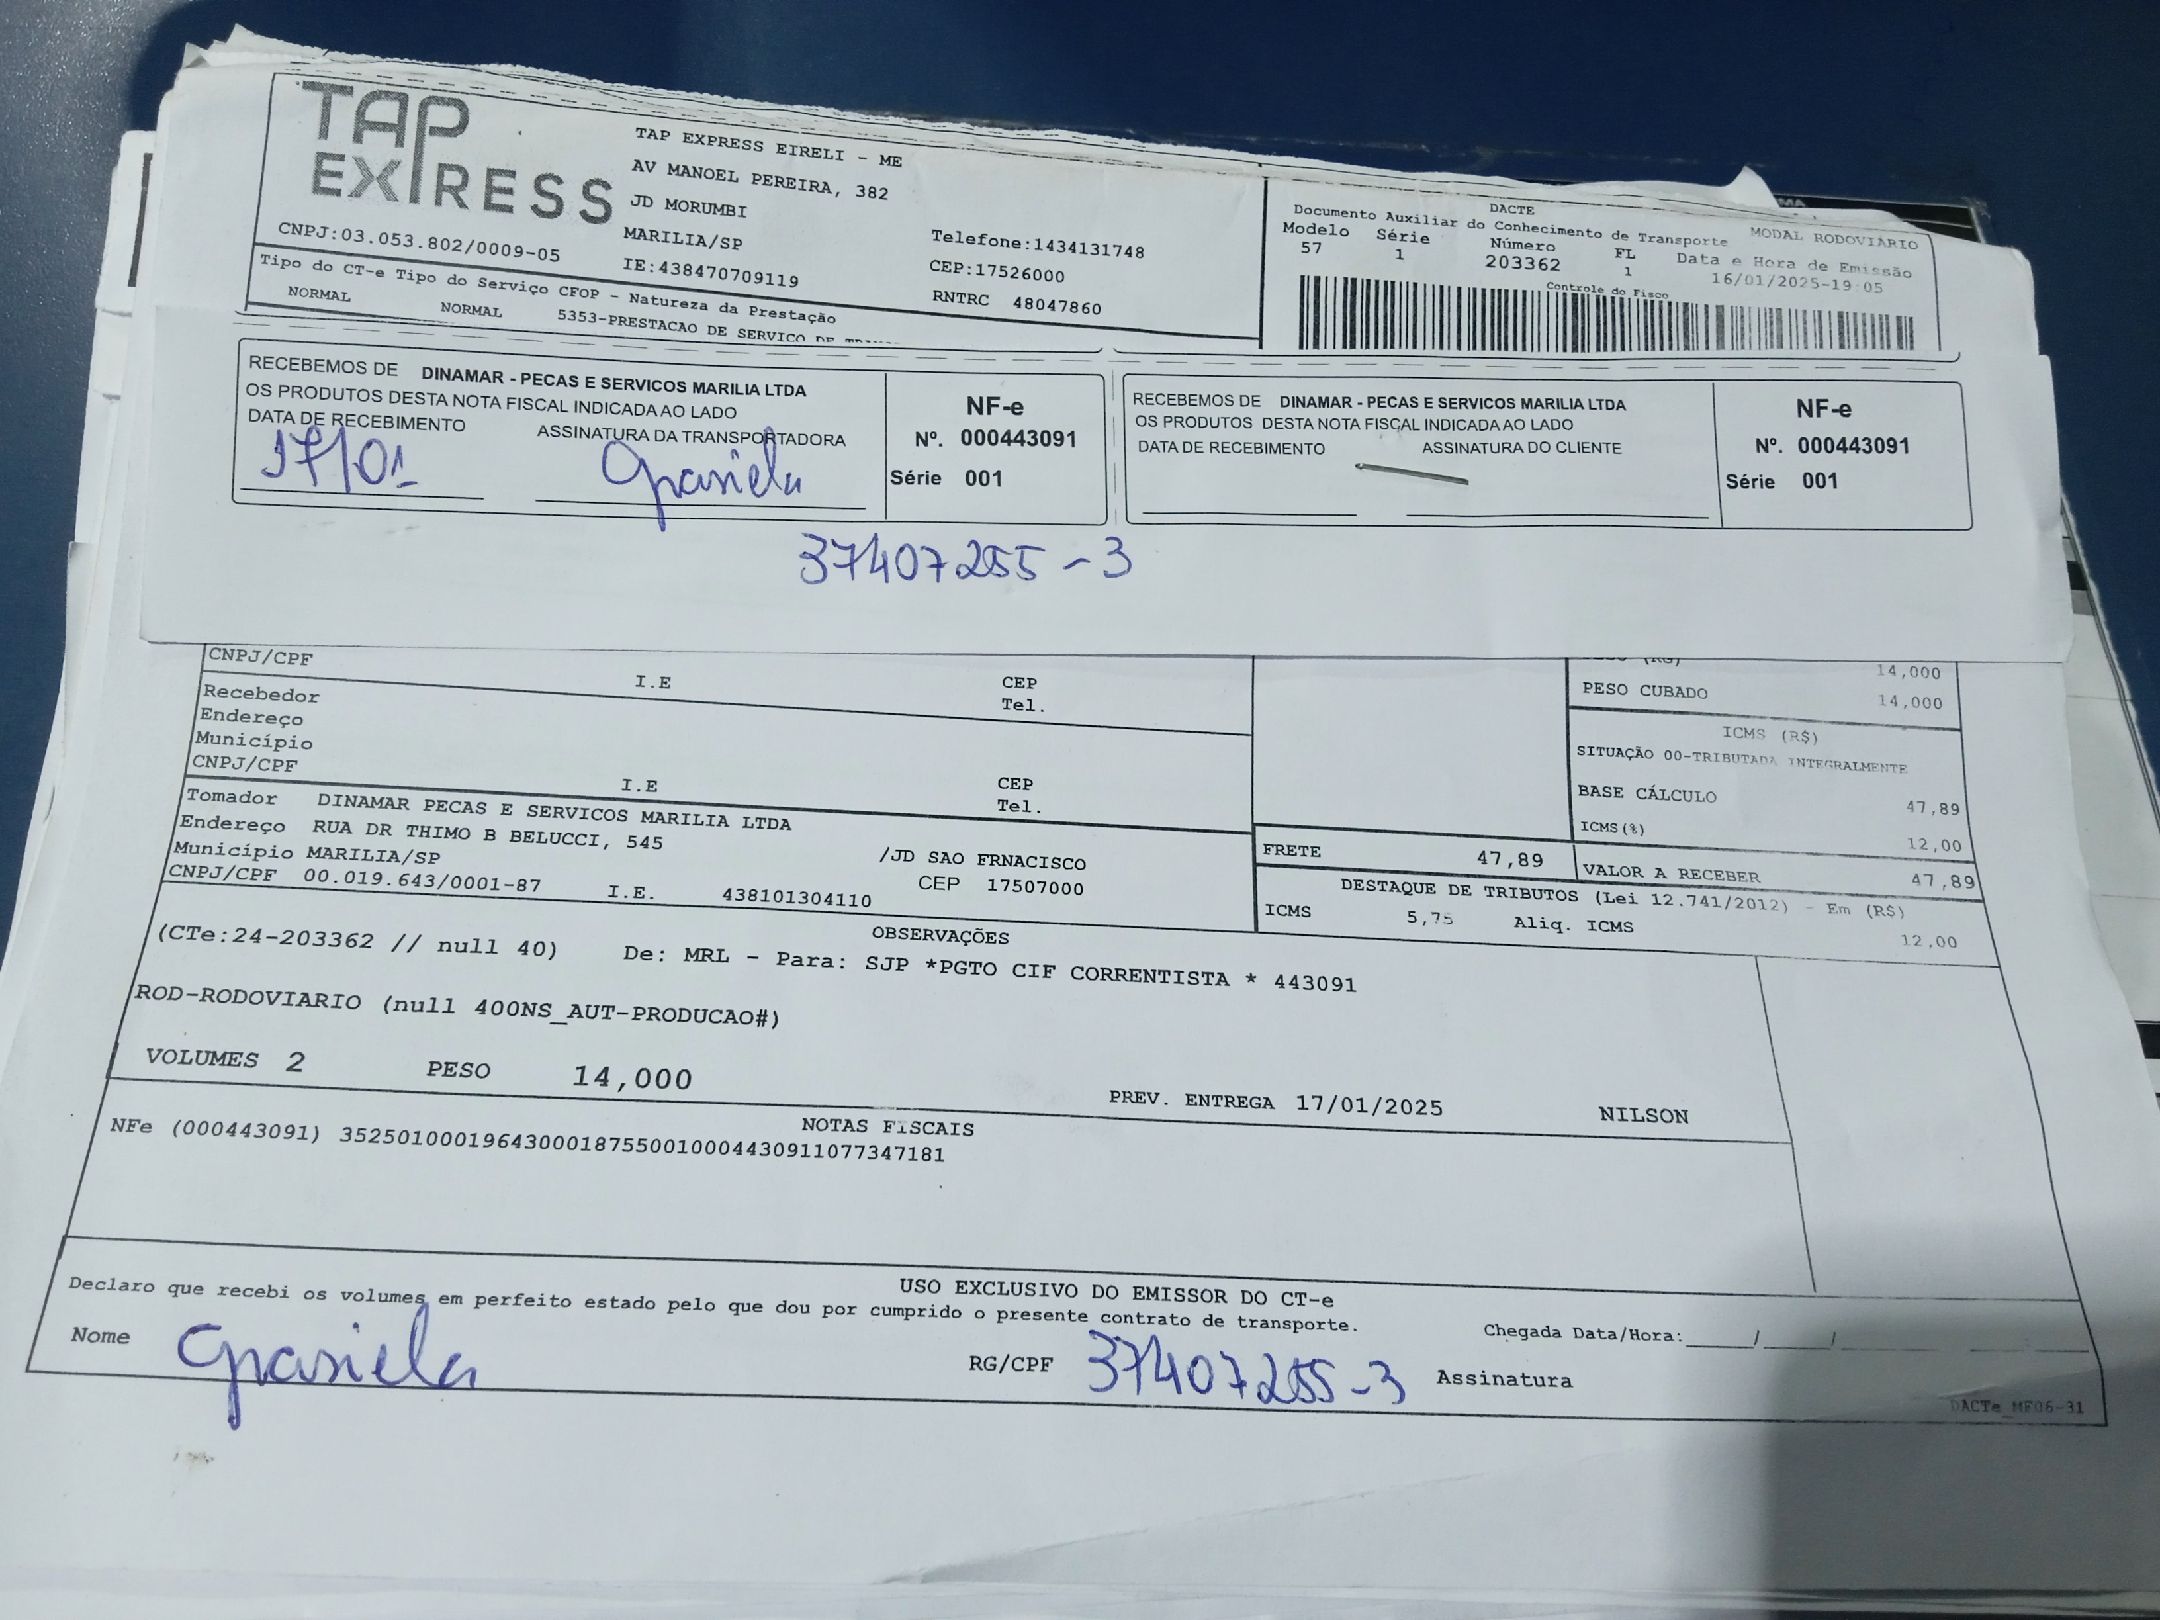 TAP EXPRESS
TAP EXPRESS EIRELI - ME
AV MANOEL PEREIRA, 382
JD MORUMBI
MARILIA/SP
IE:438470709119
CNPJ:03.053.802/0009-05
Telefone:1434131748
CEP:17526000
RNTRC 48047860
Tipo do CT-e Tipo do Serviço CFOP - Natureza da Prestação
NORMAL NORMAL 5353-PRESTACAO DE SERVICO DE
DACTE
Documento Auxiliar do Conhecimento de Transporte MODAL RODOVIÁRIO
Modelo Série Número FL Data e Hora de Emissão
57 1 203362 1 16/01/2025-19:05
Controle do Fisco
RECEBEMOS DE DINAMAR - PECAS E SERVICOS MARILIA LTDA
OS PRODUTOS DESTA NOTA FISCAL INDICADA AO LADO
DATA DE RECEBIMENTO ASSINATURA DA TRANSPORTADORA
17/01 Grasiela
NF-e
Nº. 000443091
Série 001
RECEBEMOS DE DINAMAR - PECAS E SERVICOS MARILIA LTDA
OS PRODUTOS DESTA NOTA FISCAL INDICADA AO LADO
DATA DE RECEBIMENTO ASSINATURA DO CLIENTE
NF-e
Nº. 000443091
Série 001
37407255-3
CNPJ/CPF I.E CEP
Tel.
Recebedor
Endereço
Município
CNPJ/CPF I.E CEP
Tel.
14,000
PESO CUBADO 14,000
ICMS (R$)
SITUAÇÃO 00-TRIBUTADA INTEGRALMENTE
BASE CÁLCULO 47,89
ICMS(%) 12,00
Tomador DINAMAR PECAS E SERVICOS MARILIA LTDA
Endereço RUA DR THIMO B BELUCCI, 545 /JD SAO FRNACISCO
Município MARILIA/SP CEP 17507000
CNPJ/CPF 00.019.643/0001-87 I.E. 438101304110
FRETE 47,89 VALOR A RECEBER 47,89
DESTAQUE DE TRIBUTOS (Lei 12.741/2012) - Em (R$)
ICMS 5,75 Aliq. ICMS 12,00
OBSERVAÇÕES
(CTe:24-203362 // null 40) De: MRL - Para: SJP *PGTO CIF CORRENTISTA * 443091
ROD-RODOVIARIO (null 400NS_AUT-PRODUCAO#)
VOLUMES 2 PESO 14,000 PREV. ENTREGA 17/01/2025 NILSON
NOTAS FISCAIS
NFe (000443091) 35250100019643000187550010004430911077347181
USO EXCLUSIVO DO EMISSOR DO CT-e
Declaro que recebi os volumes em perfeito estado pelo que dou por cumprido o presente contrato de transporte.
Chegada Data/Hora:____/____/
Nome Grasiela RG/CPF 37407255-3 Assinatura
DACTe_MF06-31